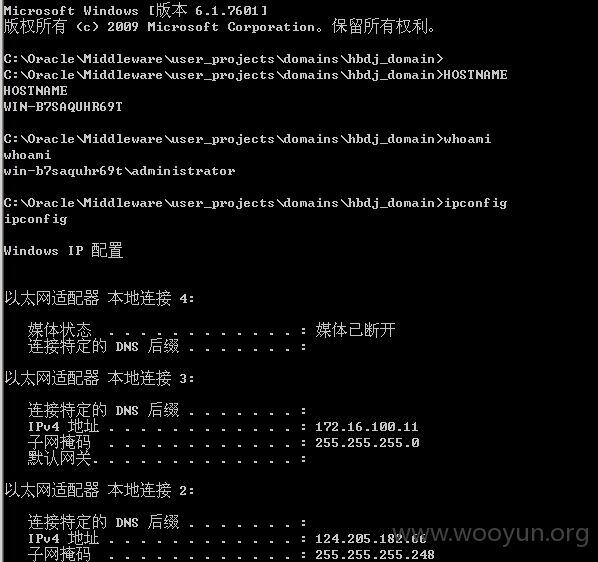 Microsoft Windows [版本 6.1.7601]
版权所有 (c) 2009 Microsoft Corporation。保留所有权利。
C:\Oracle\Middleware\user_projects\domains\hbdj_domain>
C:\Oracle\Middleware\user_projects\domains\hbdj_domain>HOSTNAME
HOSTNAME
WIN-B7SAQUHR69T
C:\Oracle\Middleware\user_projects\domains\hbdj_domain>whoami
whoami
win-b7saquhr69t\administrator
C:\Oracle\Middleware\user_projects\domains\hbdj_domain>ipconfig
ipconfig
Windows IP 配置
以太网适配器 本地连接 4:
媒体状态 . . . . . . . . . . . . : 媒体已断开
连接特定的 DNS 后缀 . . . . . . . :
以太网适配器 本地连接 3:
连接特定的 DNS 后缀 . . . . . . . :
IPv4 地址 . . . . . . . . . . . . : 172.16.100.11
子网掩码 . . . . . . . . . . . . : 255.255.255.0
默认网关. . . . . . . . . . . . . :
以太网适配器 本地连接 2:
连接特定的 DNS 后缀 . . . . . . . :
IPv4 地址 . . . . . . . . . . . . : 124.205.182.66
子网掩码 . . . . . . . . . . . . : 255.255.255.248
www.wooyun.org